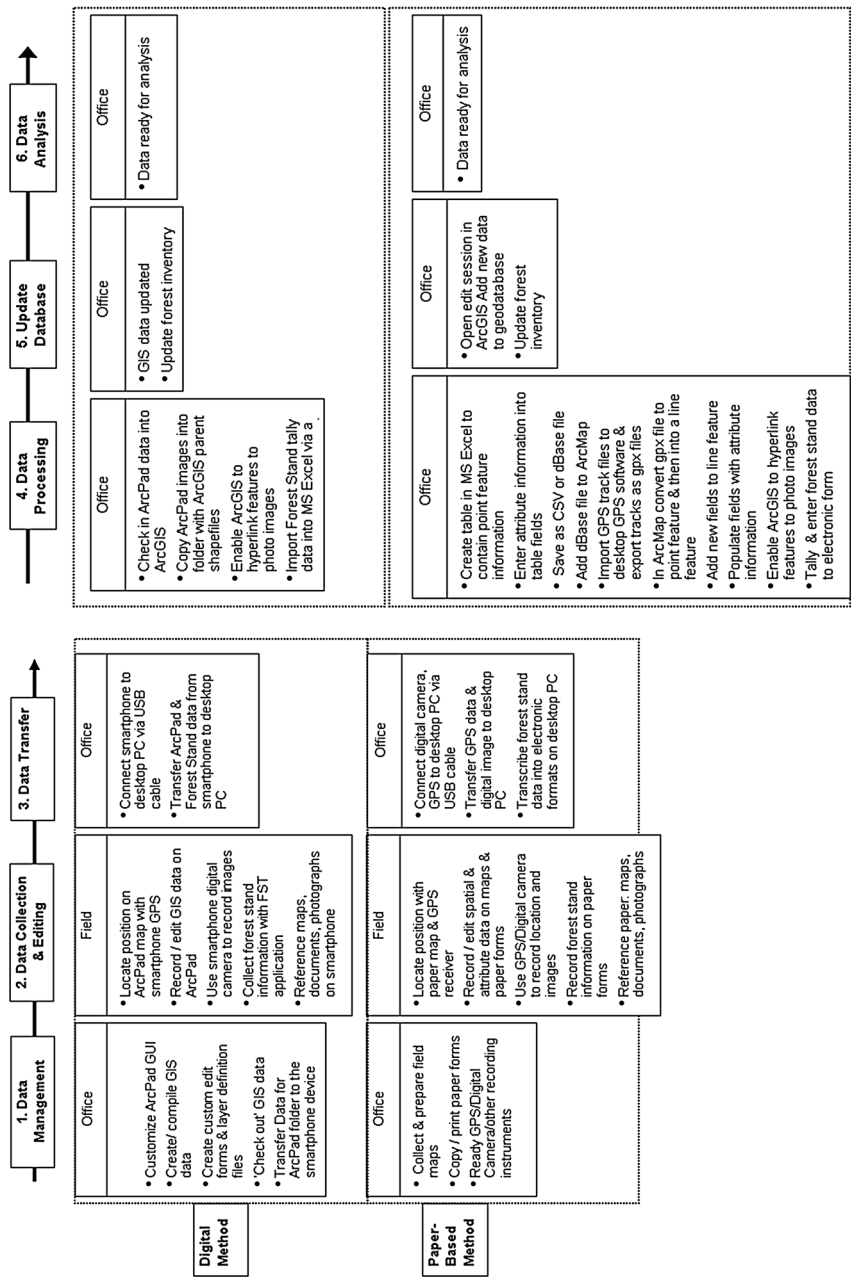 1. Data
Management
2. Data Collection
& Editing
3. Data Transfer
Digital
Method
Office
• Customize ArcPad GUI
• Create/ compile GIS
data
• Create custom edit
forms & layer definition
files
• 'Check out' GIS data
• Transfer Data for
ArcPad folder to the
smartphone device
Field
• Locate position on
ArcPad map with
smartphone GPS
• Record / edit GIS data on
ArcPad
• Use smartphone digital
camera to record images
• Collect forest stand
information with FST
application
• Reference maps,
documents, photographs
on smartphone
Office
• Connect smartphone to
desktop PC via USB
cable
• Transfer ArcPad &
Forest Stand data from
smartphone to desktop
PC
Paper-
Based
Method
Office
• Collect & prepare field
maps
• Copy / print paper forms
• Ready GPS/Digital
Camera/other recording
instruments
Field
• Locate position with
paper map & GPS
receiver
• Record / edit spatial &
attribute data on maps &
paper forms
• Use GPS/Digital camera
to record location and
images
• Record forest stand
information on paper
forms
• Reference paper: maps,
documents, photographs
Office
• Connect digital camera,
GPS to desktop PC via
USB cable
• Transfer GPS data &
digital image to desktop
PC
• Transcribe forest stand
data into electronic
formats on desktop PC
4. Data
Processing
5. Update
Database
6. Data
Analysis
Office
• Check in ArcPad data into
ArcGIS
• Copy ArcPad images into
folder with ArcGIS parent
shapefiles
• Enable ArcGIS to
hyperlink features to
photo images
• Import Forest Stand tally
data into MS Excel via a .
Office
• GIS data updated
• Update forest inventory
Office
• Data ready for analysis
Office
• Create table in MS Excel to
contain point feature
information
• Enter attribute information into
table fields
• Save as CSV or dBase file
• Add dBase file to ArcMap
• Import GPS track files to
desktop GPS software &
export tracks as gpx files
• In ArcMap convert gpx file to
point feature & then into a line
feature
• Add new fields to line feature
• Populate fields with attribute
information
• Enable ArcGIS to hyperlink
features to photo images
• Tally & enter forest stand data
to electronic form
Office
• Open edit session in
ArcGIS Add new data
to geodatabase
• Update forest
inventory
Office
• Data ready for analysis